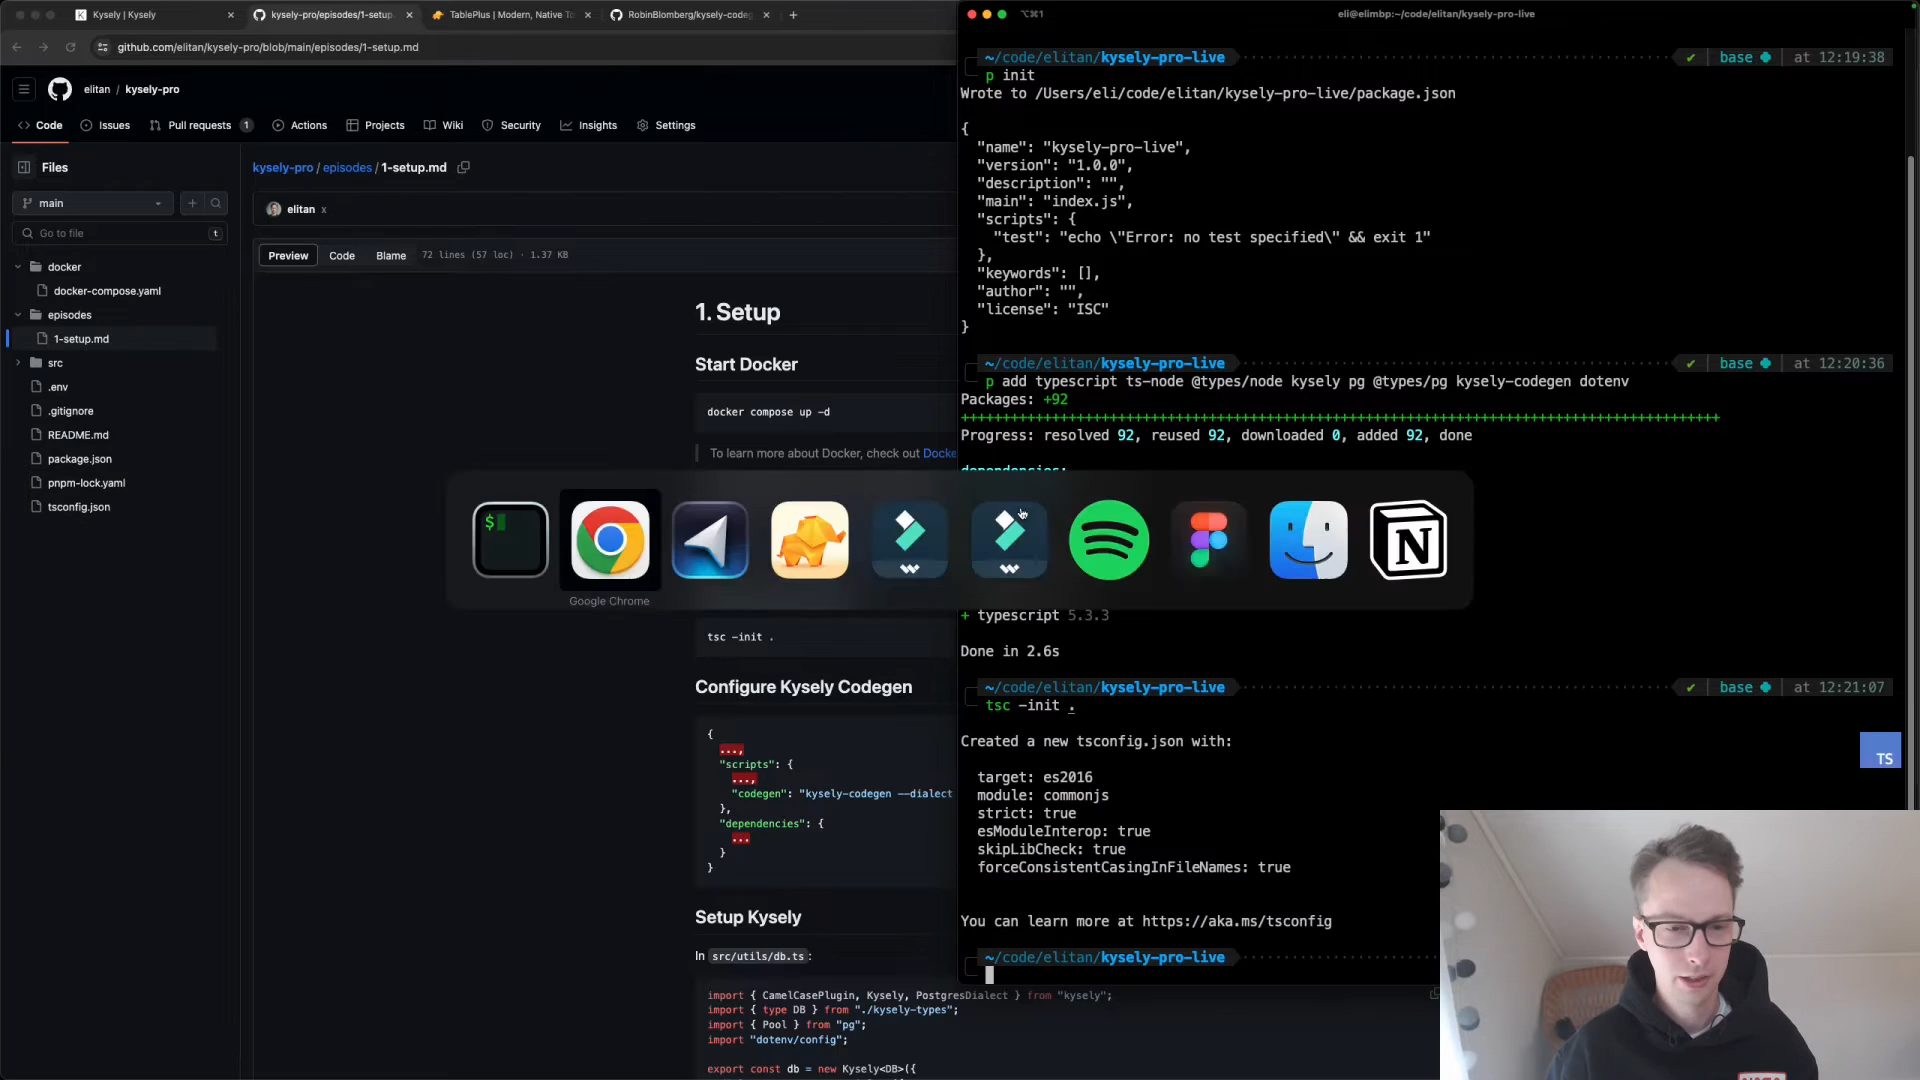 Kysely | Kysely
kysely-pro/episodes/1-setup.
TablePlus | Modern, Native To
RobinBlomberg/kysely-codeg
github.com/elitan/kysely-pro/blob/main/episodes/1-setup.md
elitan / kysely-pro
Code
Issues
Pull requests 1
Actions
Projects
Wiki
Security
Insights
Settings
Files
main
Go to file
t
docker
docker-compose.yaml
episodes
1-setup.md
src
.env
.gitignore
README.md
package.json
pnpm-lock.yaml
tsconfig.json
kysely-pro / episodes / 1-setup.md
elitan x
Preview
Code
Blame
72 lines (57 loc) · 1.37 KB
1. Setup
Start Docker
docker compose up -d
To learn more about Docker, check out Docke
tsc -init .
Configure Kysely Codegen
{
...,
"scripts": {
...,
"codegen": "kysely-codegen --dialect
},
"dependencies": {
...
}
}
Setup Kysely
In src/utils/db.ts:
import { CamelCasePlugin, Kysely, PostgresDialect } from "kysely";
import { type DB } from "./kysely-types";
import { Pool } from "pg";
import "dotenv/config";
export const db = new Kysely<DB>({
⌥⌘1
eli@elimbp:~/code/elitan/kysely-pro-live
~/code/elitan/kysely-pro-live ✔ base at 12:19:38
p init
Wrote to /Users/eli/code/elitan/kysely-pro-live/package.json
{
"name": "kysely-pro-live",
"version": "1.0.0",
"description": "",
"main": "index.js",
"scripts": {
"test": "echo \"Error: no test specified\" && exit 1"
},
"keywords": [],
"author": "",
"license": "ISC"
}
~/code/elitan/kysely-pro-live ✔ base at 12:20:36
p add typescript ts-node @types/node kysely pg @types/pg kysely-codegen dotenv
Packages: +92
++++++++++++++++++++++++++++++++++++++++++++++++++++++++++++++++++++++++++++++++++++++++++++
Progress: resolved 92, reused 92, downloaded 0, added 92, done
dependencies:
$
N
Google Chrome
+ typescript 5.3.3
Done in 2.6s
~/code/elitan/kysely-pro-live ✔ base at 12:21:07
tsc -init .
Created a new tsconfig.json with:
TS
target: es2016
module: commonjs
strict: true
esModuleInterop: true
skipLibCheck: true
forceConsistentCasingInFileNames: true
You can learn more at https://aka.ms/tsconfig
~/code/elitan/kysely-pro-live